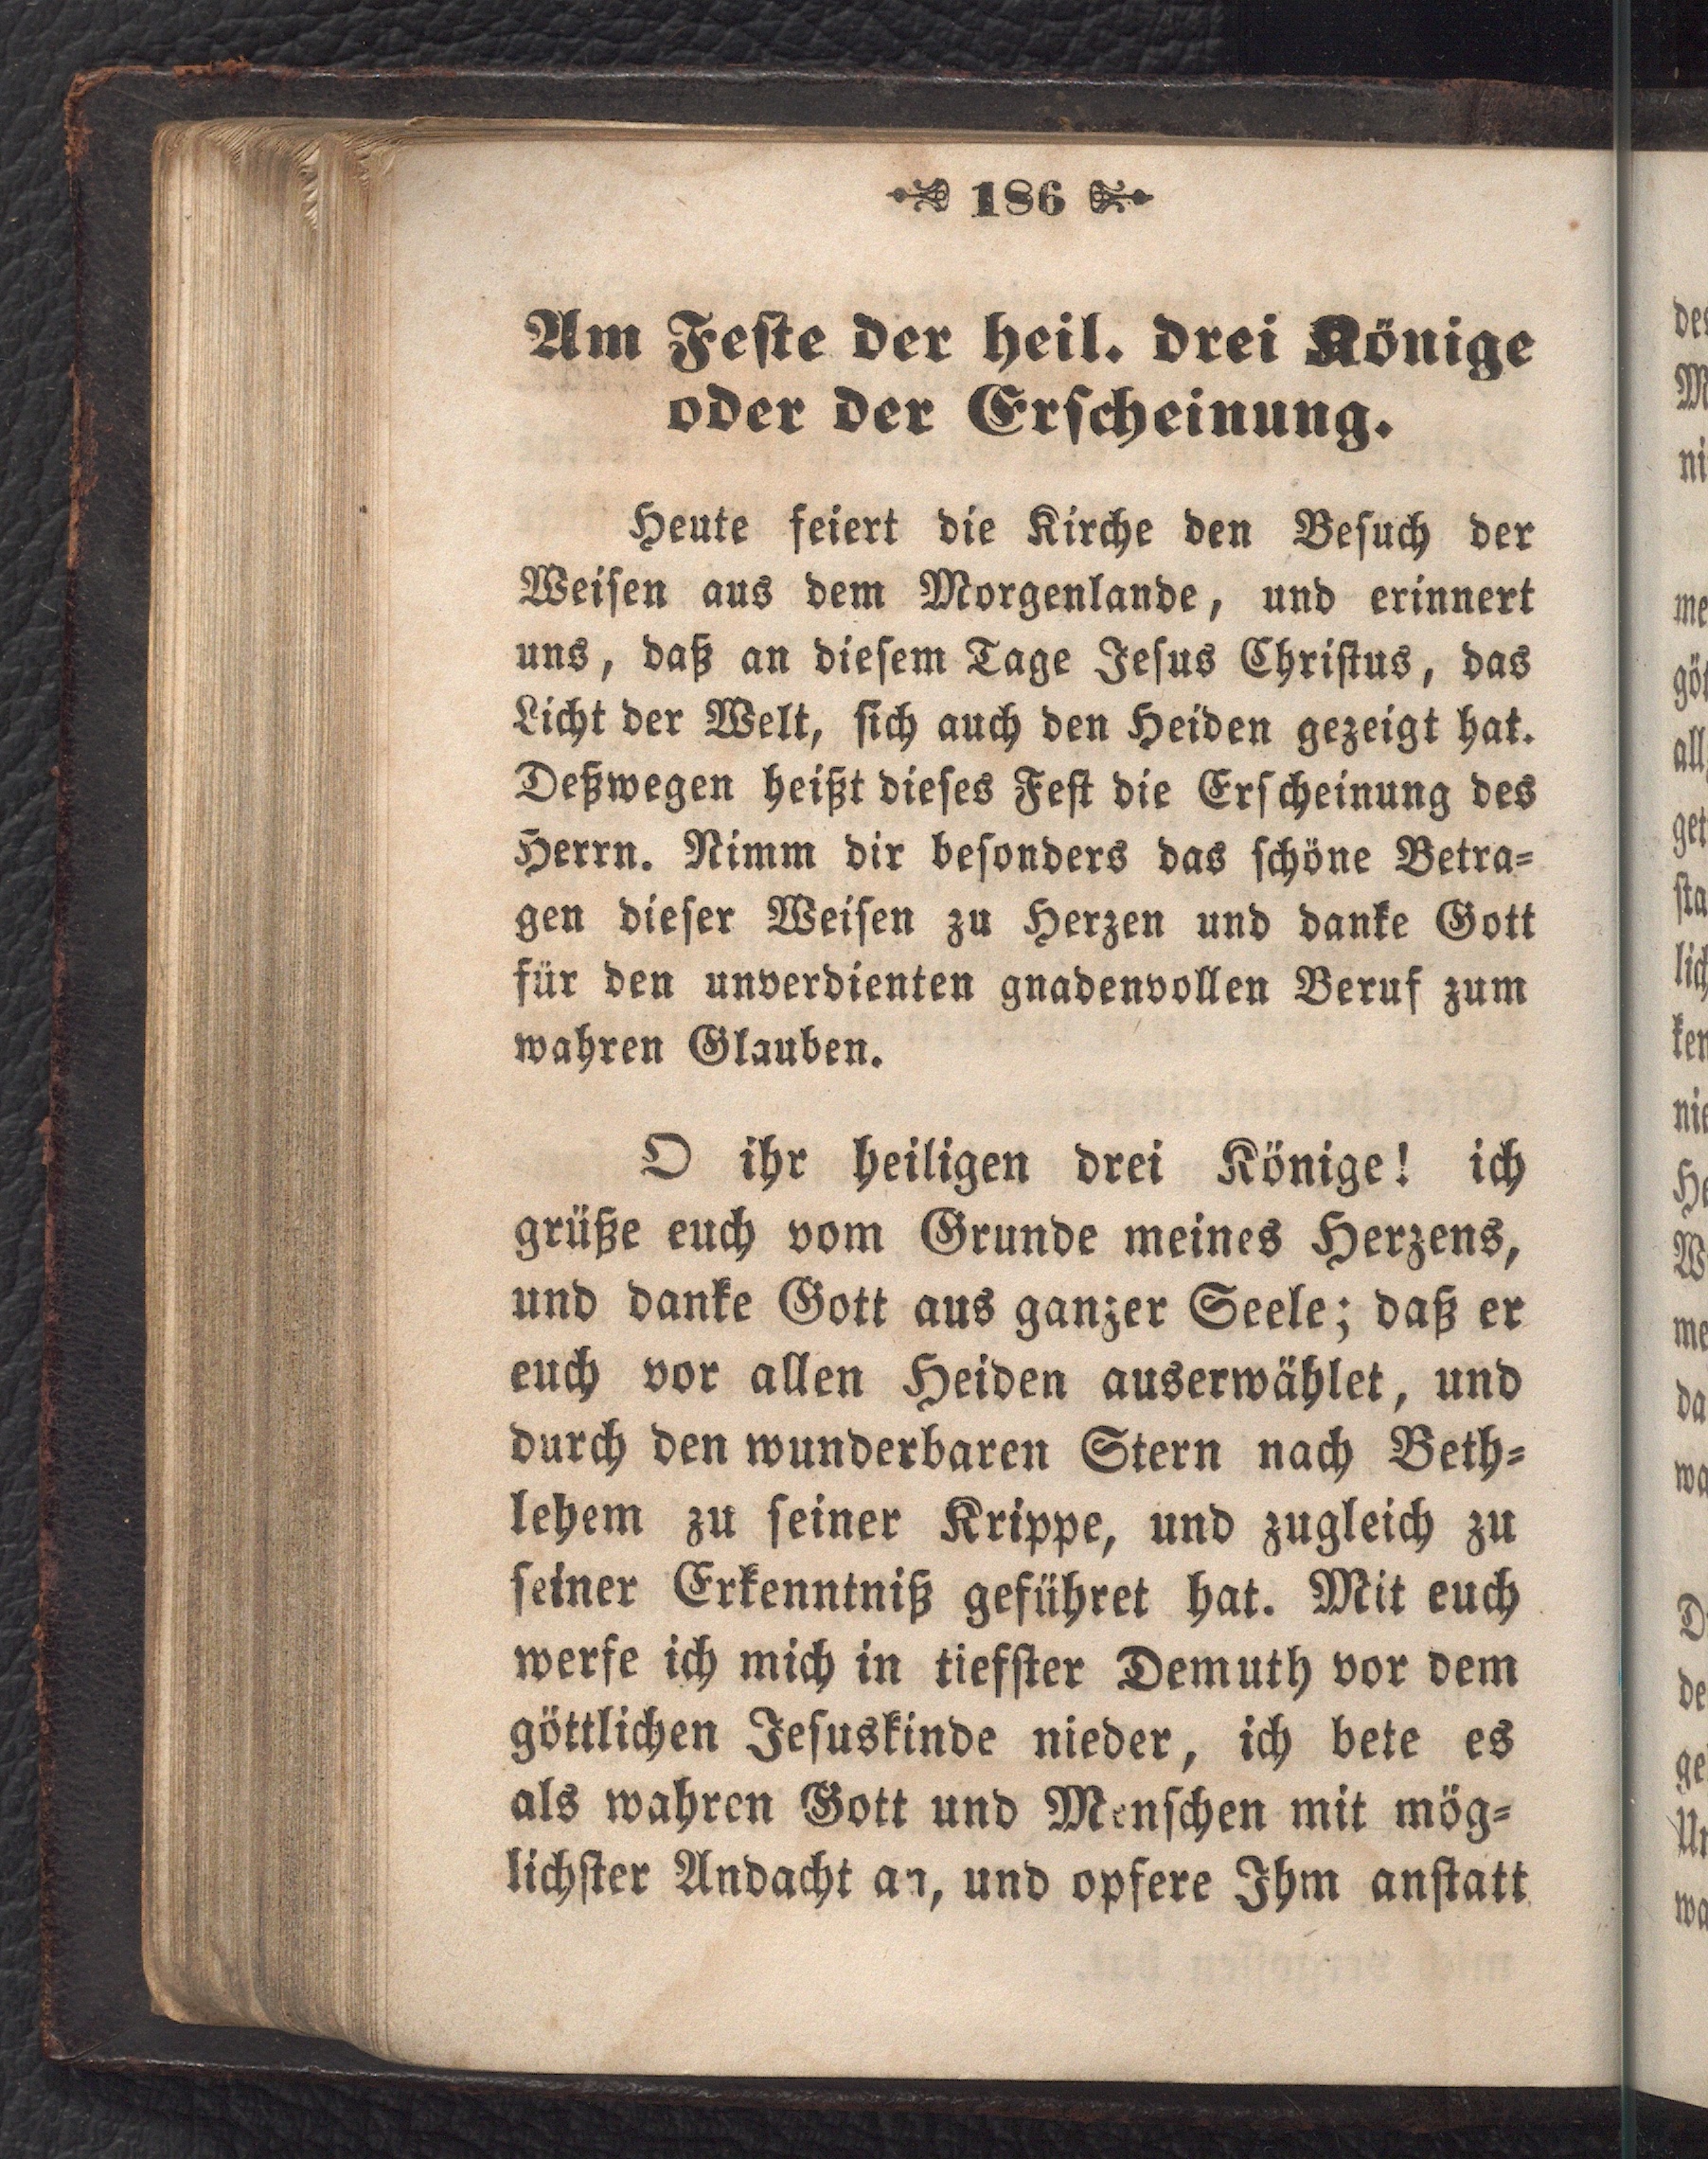 186
Am Feste der heil. drei Könige
oder der Erscheinung.
Heute feiert die Kirche den Besuch der
Weisen aus dem Morgenlande, und erinnert
uns, daß an diesem Tage Jesus Christus, das
Licht der Welt, sich auch den Heiden gezeigt hat.
Deßwegen heißt dieses Fest die Erscheinung des
Herrn. Nimm dir besonders das schöne Betra-
gen dieser Weisen zu Herzen und danke Gott
für den unverdienten gnadenvollen Beruf zum
wahren Glauben.
O ihr heiligen drei Könige! ich
grüße euch vom Grunde meines Herzens,
und danke Gott aus ganzer Seele; daß er
euch vor allen Heiden auserwählet, und
durch den wunderbaren Stern nach Beth-
lehem zu seiner Krippe, und zugleich zu
seiner Erkenntniß geführet hat. Mit euch
werfe ich mich in tiefster Demuth vor dem
göttlichen Jesuskinde nieder, ich bete es
als wahren Gott und Menschen mit mög-
lichster Andacht an, und opfere Ihm anstatt